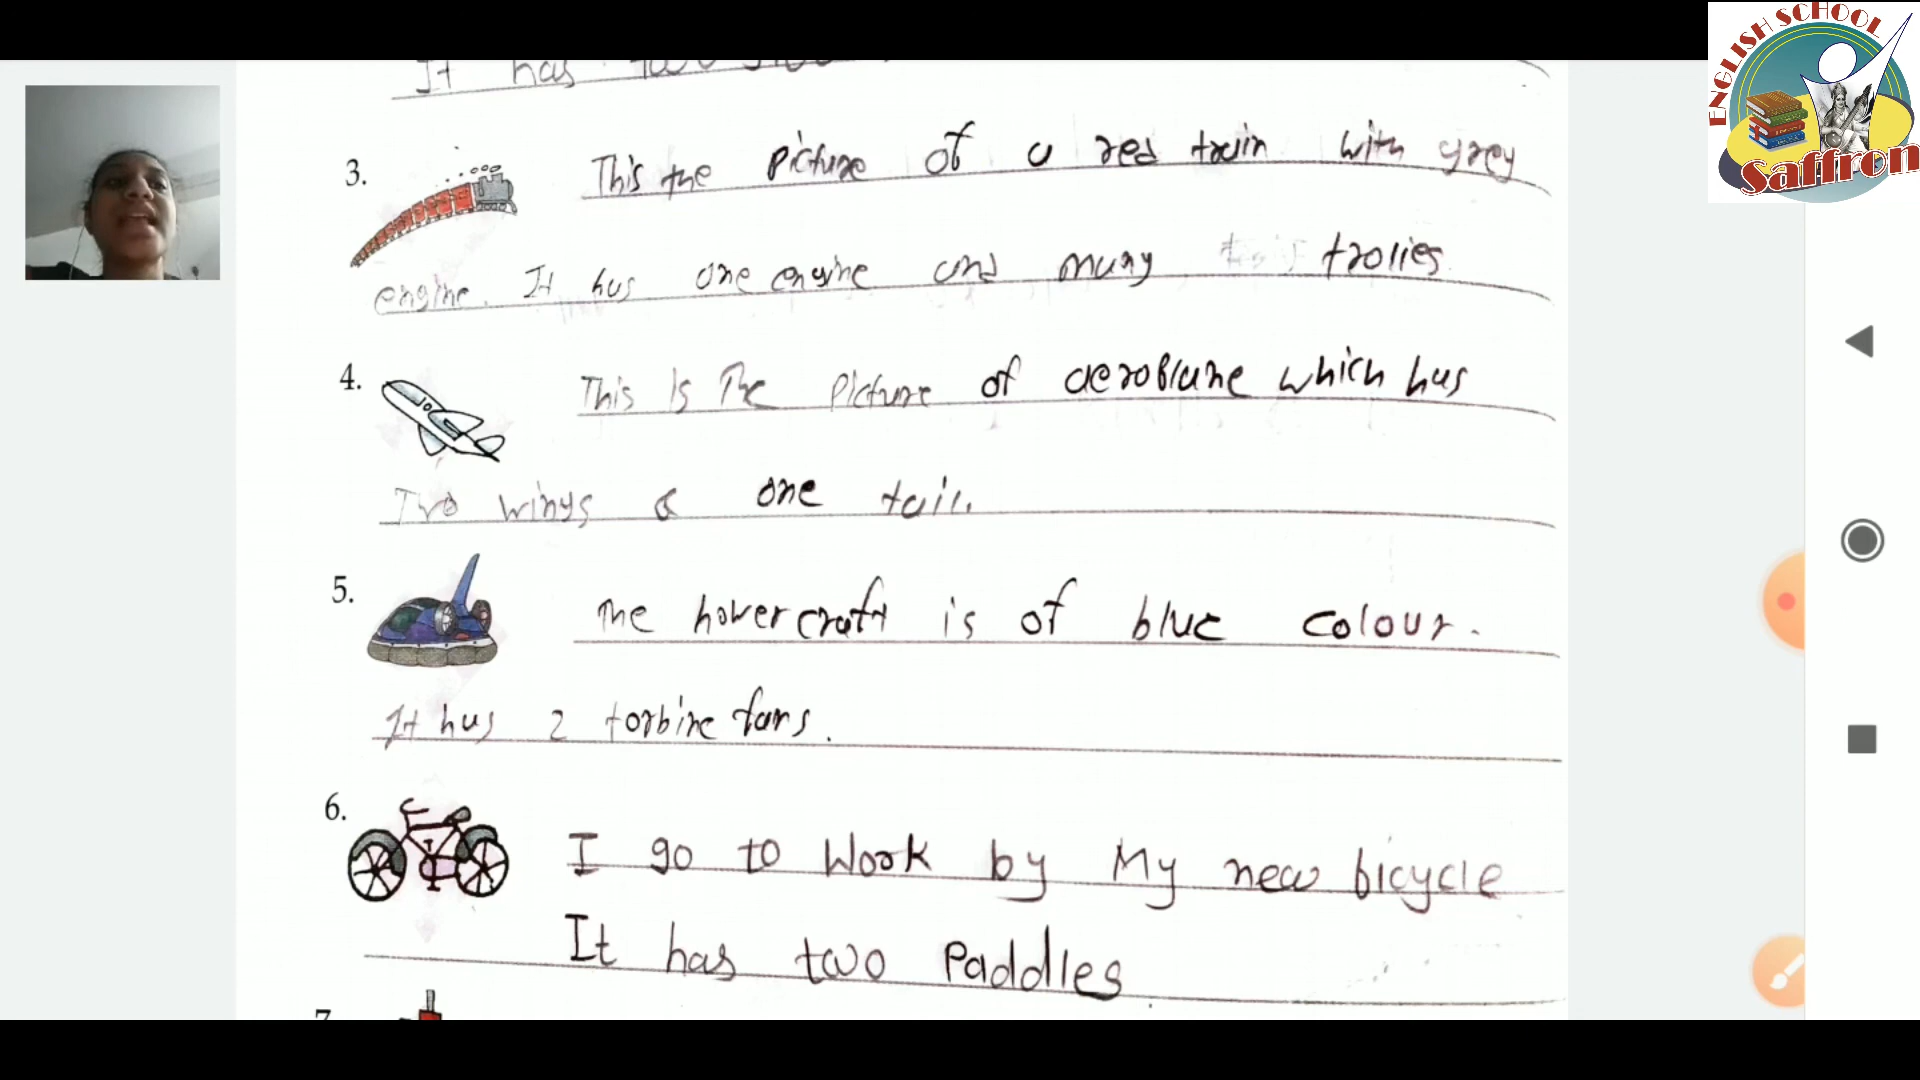 ENGLISH SCHOOL
Saffron
It has two
3. This the picture of a red train with grey
engine. It has one engine and many trolies
4. This is The picture of aeroblane which has
Two wings & one tail.
5. The hovercraft is of blue colour.
It has 2 torbine fans.
6. I go to Work by My new bicycle
It has two Paddles
7.